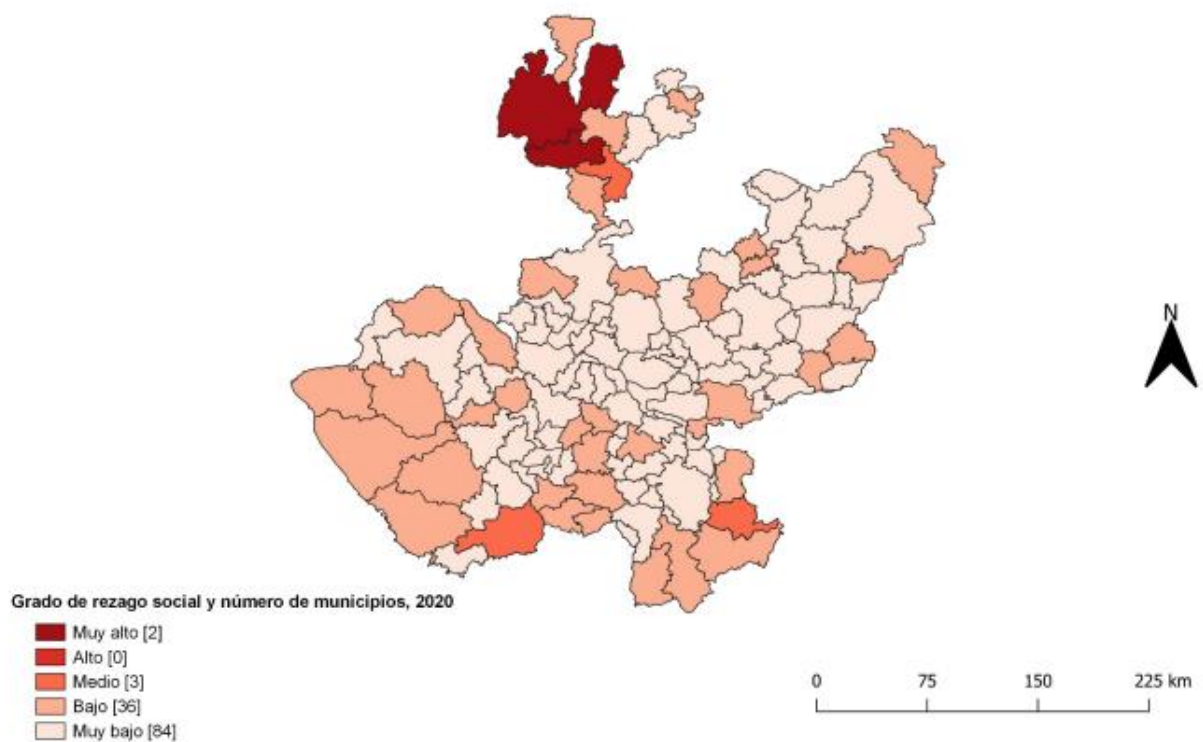 N
Grado de rezago social y número de municipios, 2020
Muy alto [2]
Alto [0]
Medio [3]
Bajo [36]
Muy bajo [84]
0 75 150 225 km